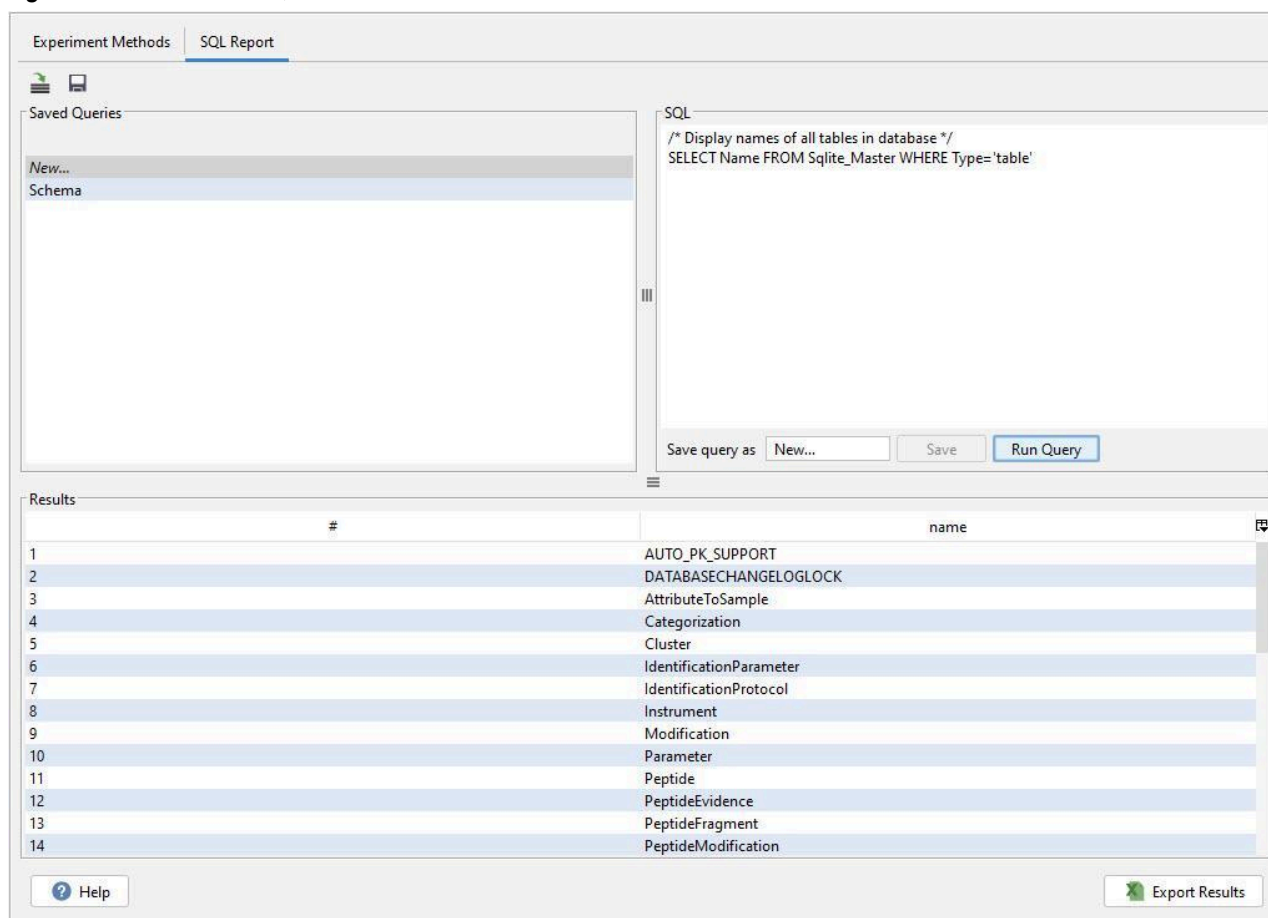 Experiment Methods SQL Report
Saved Queries
New...
Schema
SQL
/* Display names of all tables in database */
SELECT Name FROM Sqlite_Master WHERE Type='table'
Save query as New... Save Run Query
Results
# name
1 AUTO_PK_SUPPORT
2 DATABASECHANGELOGLOCK
3 AttributeToSample
4 Categorization
5 Cluster
6 IdentificationParameter
7 IdentificationProtocol
8 Instrument
9 Modification
10 Parameter
11 Peptide
12 PeptideEvidence
13 PeptideFragment
14 PeptideModification
Help Export Results